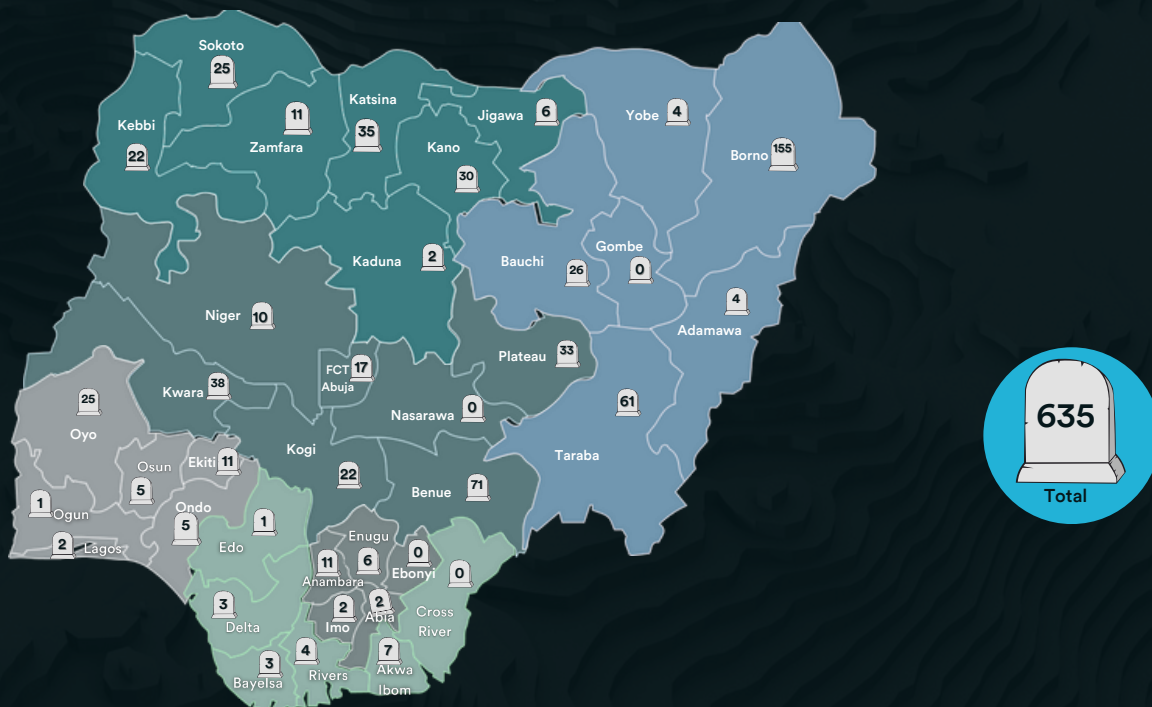 Sokoto
25
Kebbi
22
11
Zamfara
Katsina
35
Kano
30
Jigawa
6
Yobe
4
Borno
155
Kaduna
2
Bauchi
26
Gombe
0
4
Adamawa
Niger
10
FCT
Abuja
17
Plateau
33
Kwara
38
Nasarawa
0
61
Taraba
25
Oyo
Kogi
22
Benue
71
Osun
5
Ekiti
11
1
Ogun
2
Lagos
Ondo
5
1
Edo
Enugu
6
11
Anambara
0
Ebonyi
0
Cross
River
2
Imo
2
Abia
3
Delta
3
Bayelsa
4
Rivers
7
Akwa
Ibom
635
Total